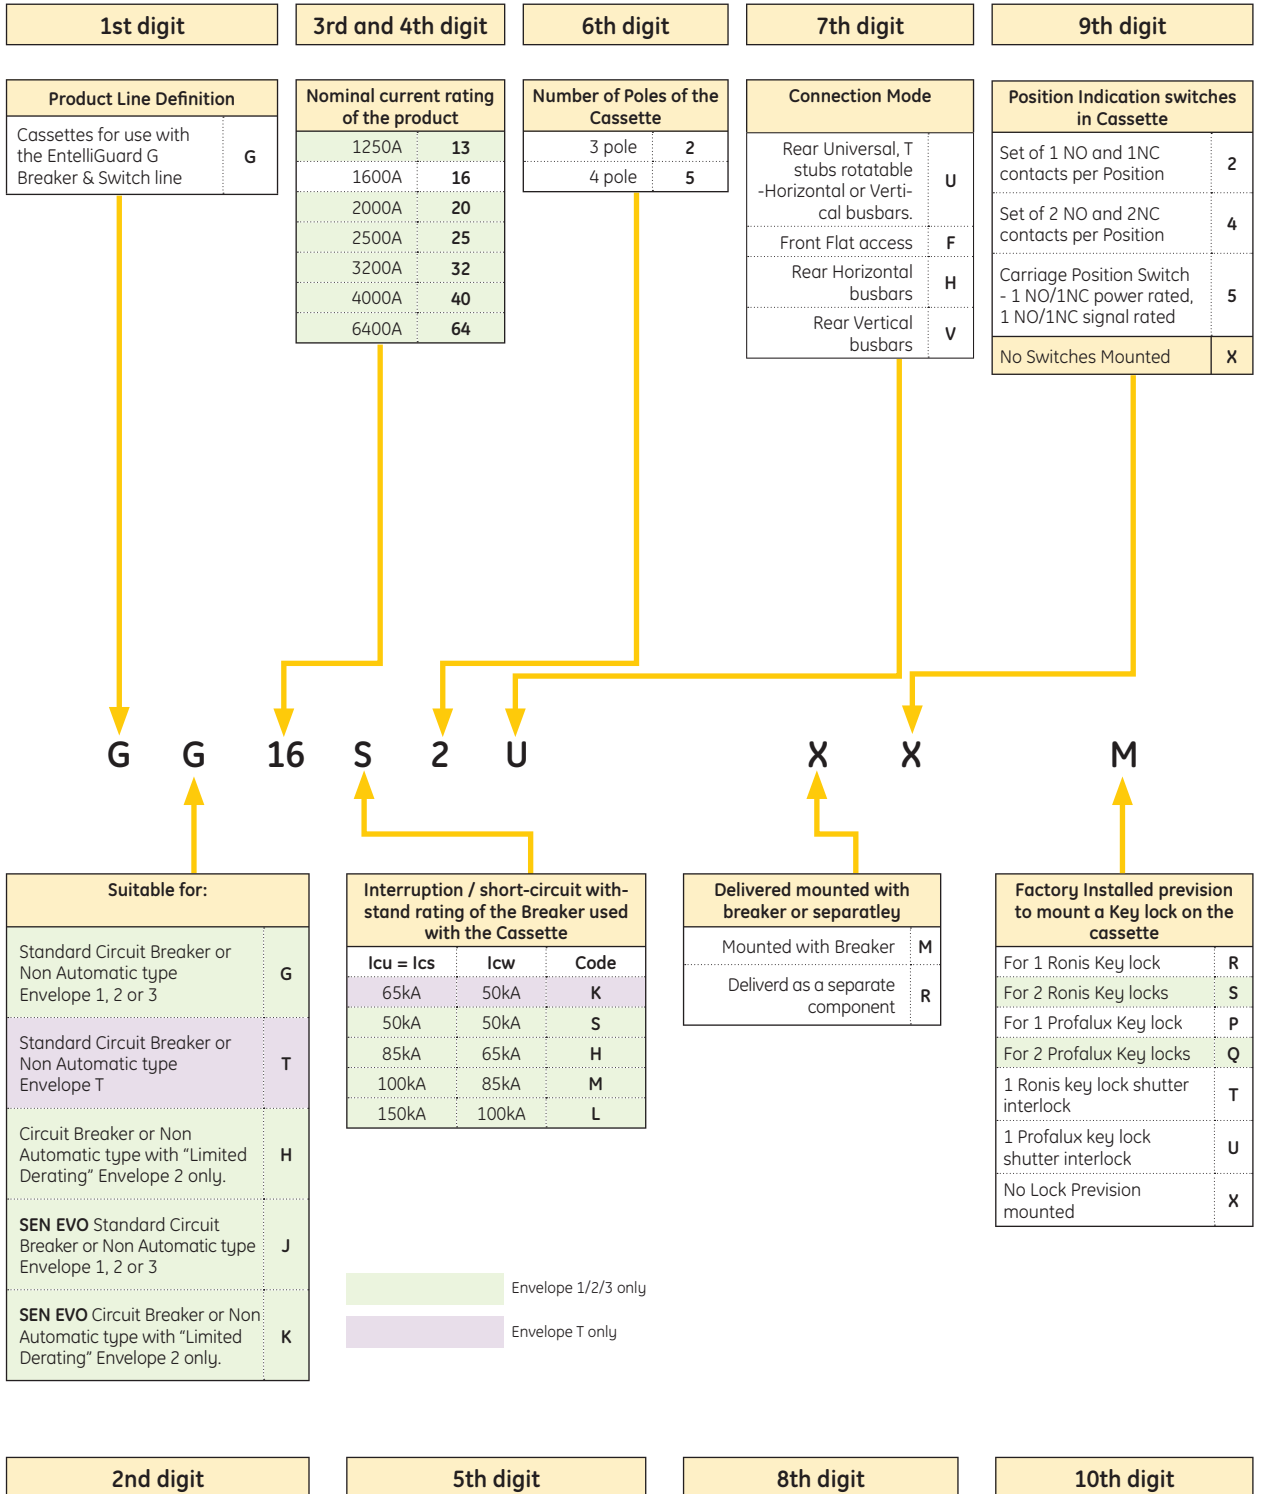 1st digit
3rd and 4th digit
6th digit
7th digit
9th digit
Product Line Definition
Cassettes for use with
the EntelliGuard G
Breaker & Switch line
G
Nominal current rating
of the product
1250A 13
1600A 16
2000A 20
2500A 25
3200A 32
4000A 40
6400A 64
Number of Poles of the
Cassette
3 pole 2
4 pole 5
Connection Mode
Rear Universal, T
stubs rotatable
-Horizontal or Verti-
cal busbars.
U
Front Flat access F
Rear Horizontal
busbars
H
Rear Vertical
busbars
V
Position Indication switches
in Cassette
Set of 1 NO and 1NC
contacts per Position
2
Set of 2 NO and 2NC
contacts per Position
4
Carriage Position Switch
- 1 NO/1NC power rated,
1 NO/1NC signal rated
5
No Switches Mounted X
G G 16 S 2 U X X M
Suitable for:
Standard Circuit Breaker or
Non Automatic type
Envelope 1, 2 or 3
G
Standard Circuit Breaker or
Non Automatic type
Envelope T
T
Circuit Breaker or Non
Automatic type with “Limited
Derating” Envelope 2 only.
H
SEN EVO Standard Circuit
Breaker or Non Automatic type
Envelope 1, 2 or 3
J
SEN EVO Circuit Breaker or Non
Automatic type with “Limited
Derating” Envelope 2 only.
K
Interruption / short-circuit with-
stand rating of the Breaker used
with the Cassette
Icu = Ics Icw Code
65kA 50kA K
50kA 50kA S
85kA 65kA H
100kA 85kA M
150kA 100kA L
Envelope 1/2/3 only
Envelope T only
Delivered mounted with
breaker or separatley
Mounted with Breaker M
Deliverd as a separate
component
R
Factory Installed prevision
to mount a Key lock on the
cassette
For 1 Ronis Key lock R
For 2 Ronis Key locks S
For 1 Profalux Key lock P
For 2 Profalux Key locks Q
1 Ronis key lock shutter
interlock
T
1 Profalux key lock
shutter interlock
U
No Lock Prevision
mounted
X
2nd digit
5th digit
8th digit
10th digit